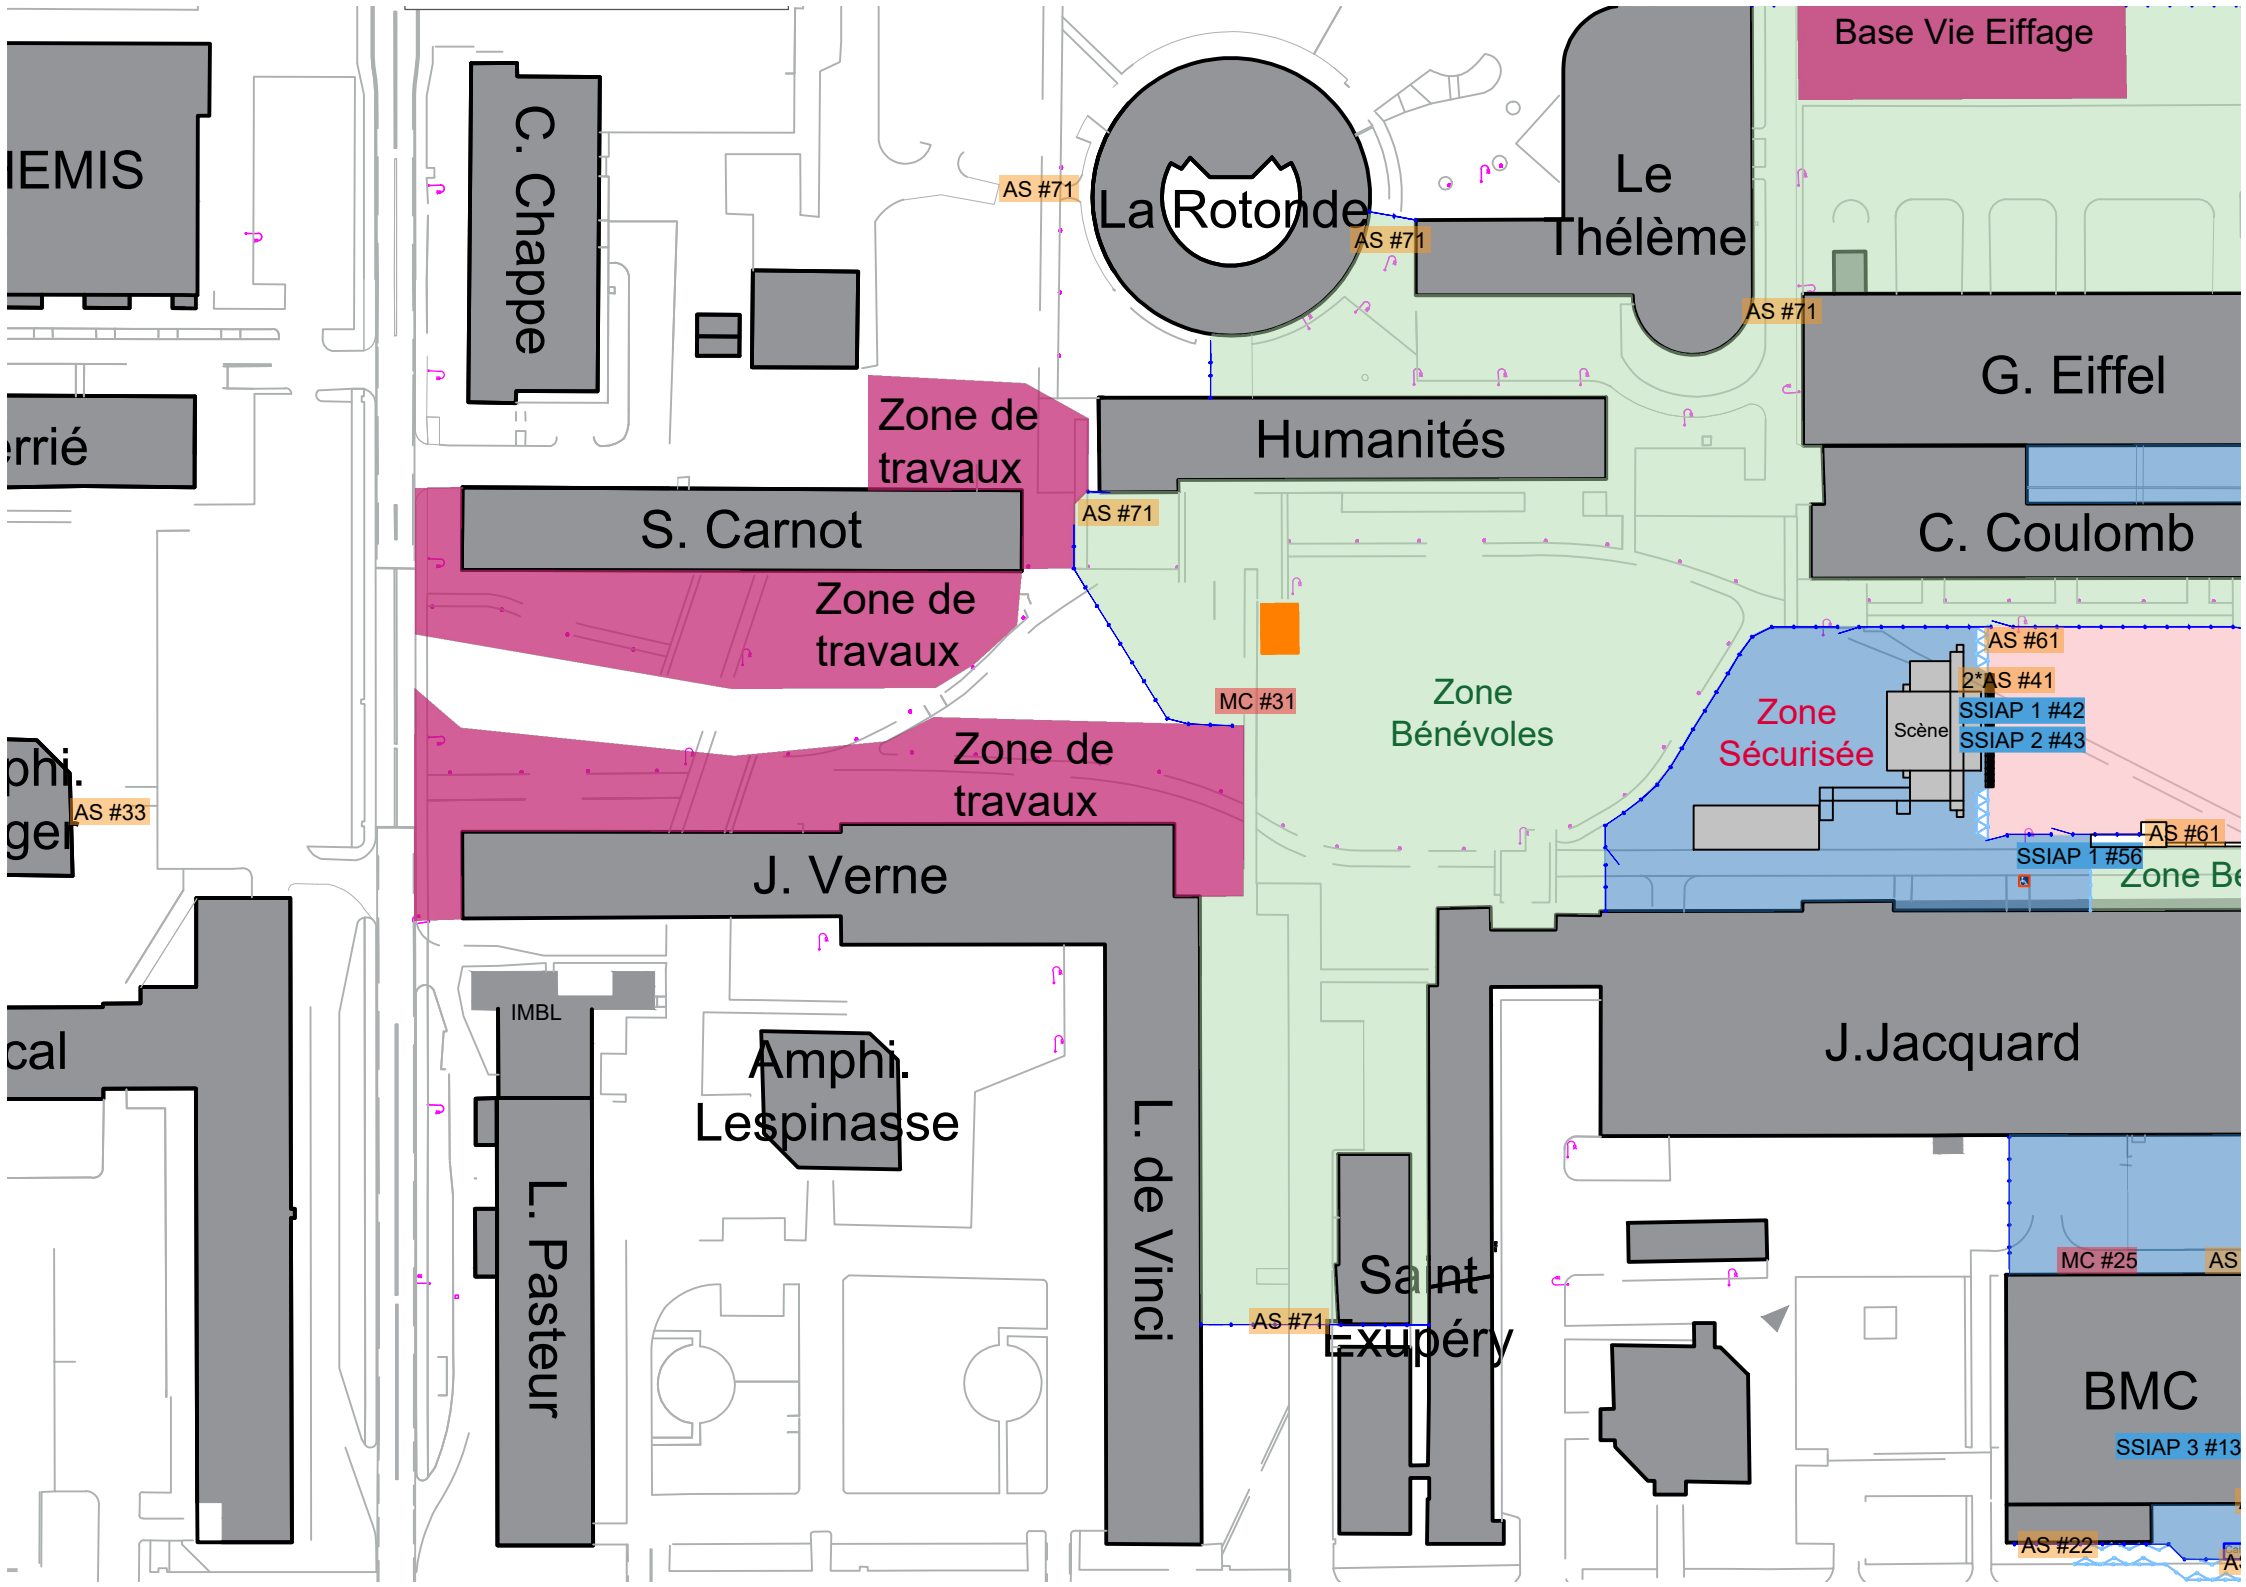 Base Vie Eiffage
C. Chappe
AS #71
La Rotonde
AS #71
Le
Thélème
AS #71
G. Eiffel
Zone de
travaux
Humanités
AS #71
S. Carnot
C. Coulomb
Zone de
travaux
AS #61
2*AS #41
SSIAP 1 #42
SSIAP 2 #43
Scène
MC #31
Zone
Bénévoles
Zone
Sécurisée
Zone de
travaux
AS #33
AS #61
SSIAP 1 #56
J. Verne
IMBL
Amphi.
Lespinasse
L. de Vinci
L. Pasteur
J.Jacquard
MC #25
AS
Saint
Exupéry
AS #71
BMC
SSIAP 3 #13
AS #22